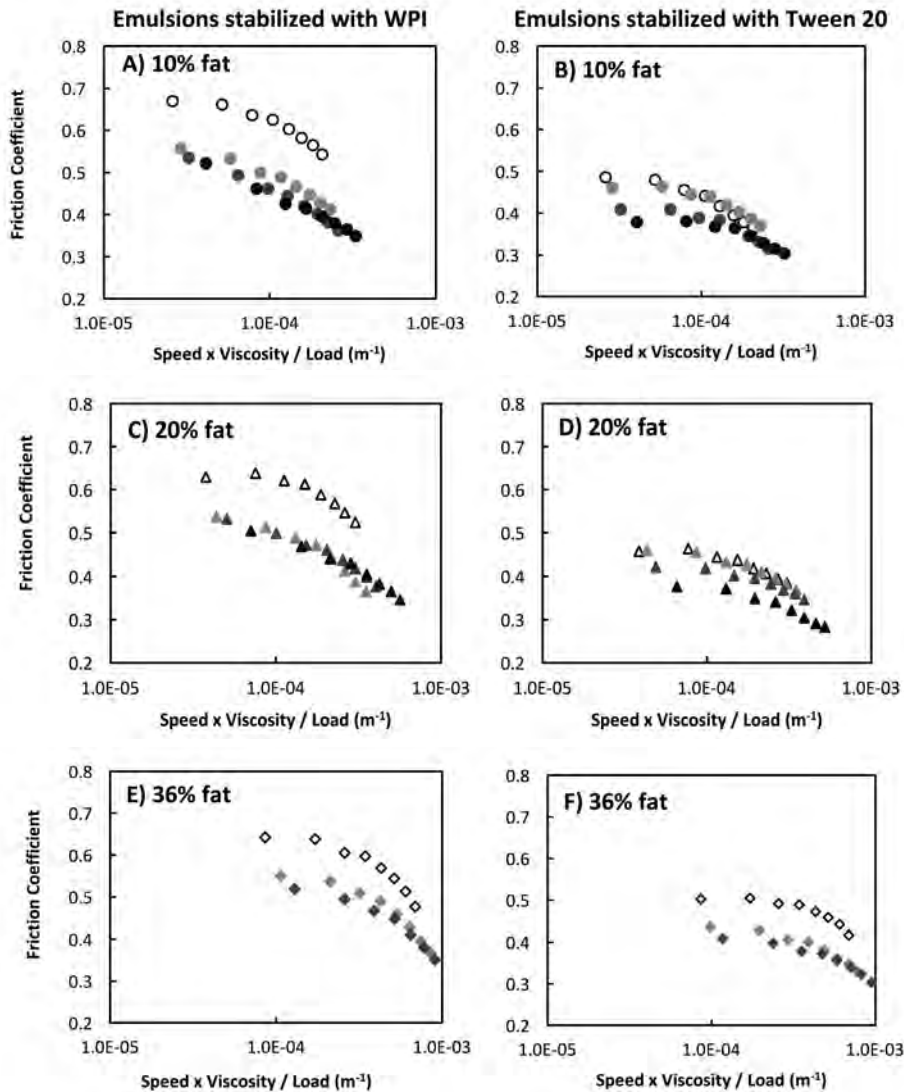 Emulsions stabilized with WPI
Emulsions stabilized with Tween 20
A) 10% fat
0.8
0.7
0.6
0.5
0.4
0.3
0.2
Friction Coefficient
1.0E-05 1.0E-04 1.0E-03
Speed x Viscosity / Load (m⁻¹)
B) 10% fat
0.8
0.7
0.6
0.5
0.4
0.3
0.2
1.0E-05 1.0E-04 1.0E-03
Speed x Viscosity / Load (m⁻¹)
C) 20% fat
0.8
0.7
0.6
0.5
0.4
0.3
0.2
Friction Coefficient
1.0E-05 1.0E-04 1.0E-03
Speed x Viscosity / Load (m⁻¹)
D) 20% fat
0.8
0.7
0.6
0.5
0.4
0.3
0.2
1.0E-05 1.0E-04 1.0E-03
Speed x Viscosity / Load (m⁻¹)
E) 36% fat
0.8
0.7
0.6
0.5
0.4
0.3
0.2
Friction Coefficient
1.0E-05 1.0E-04 1.0E-03
Speed x Viscosity / Load (m⁻¹)
F) 36% fat
0.8
0.7
0.6
0.5
0.4
0.3
0.2
1.0E-05 1.0E-04 1.0E-03
Speed x Viscosity / Load (m⁻¹)